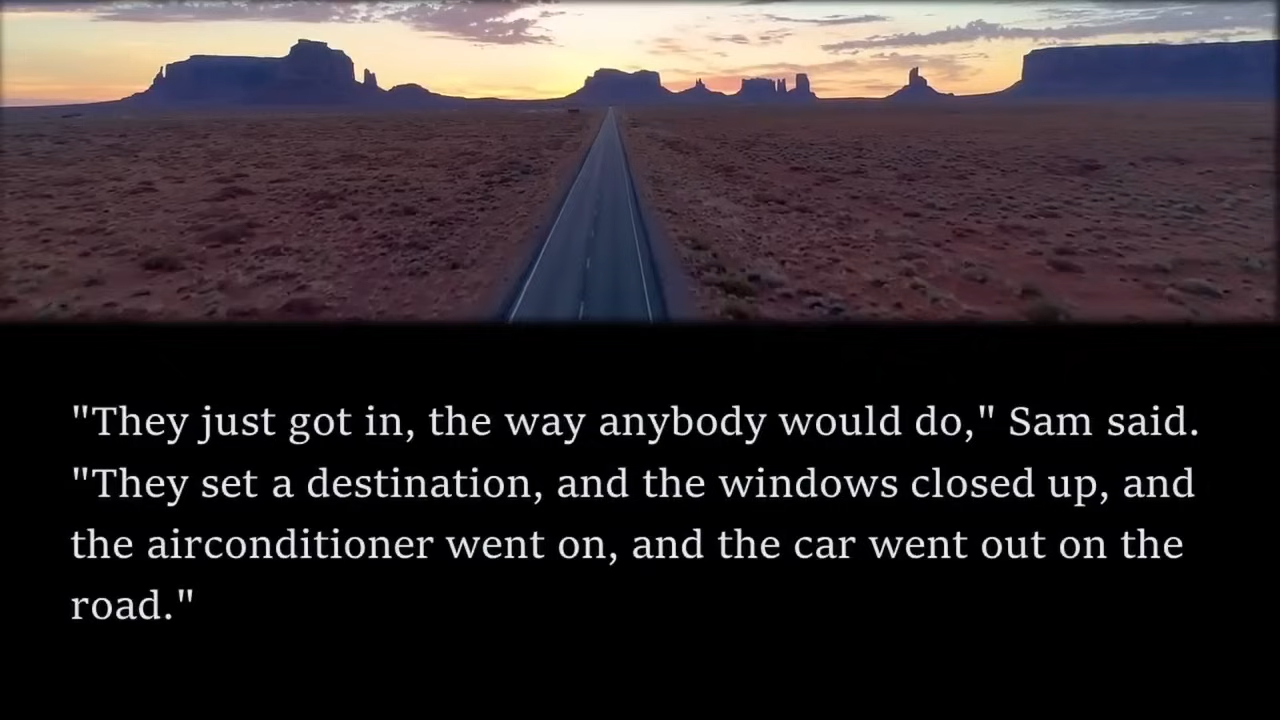 "They just got in, the way anybody would do," Sam said.
"They set a destination, and the windows closed up, and
the airconditioner went on, and the car went out on the
road."